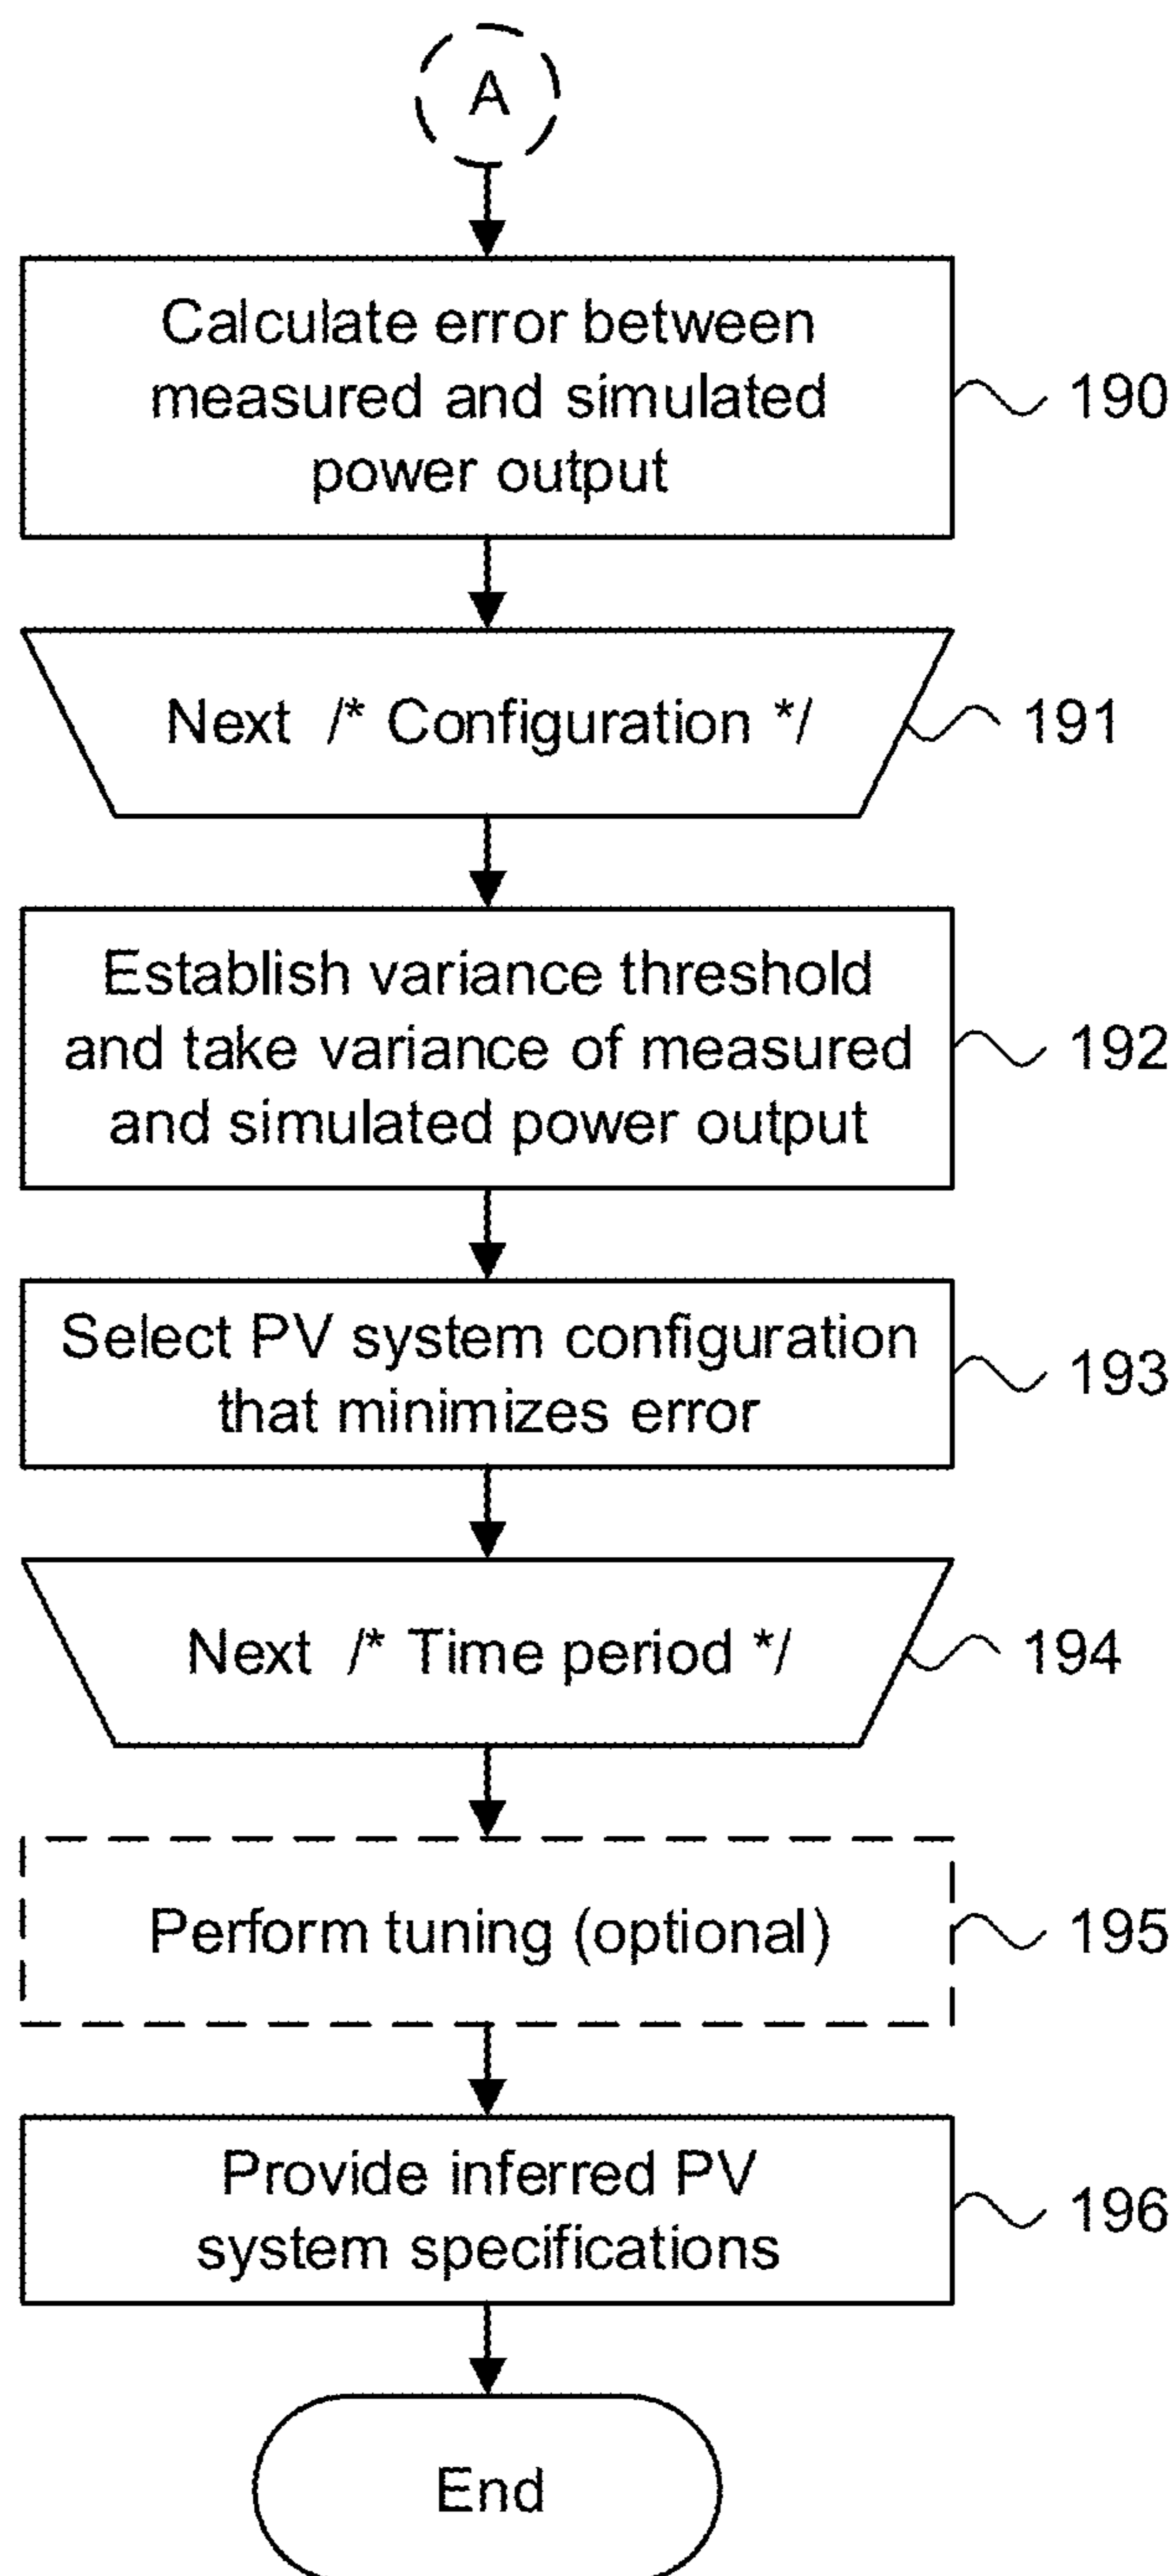 A
Calculate error between
measured and simulated
power output
190
Next /* Configuration */
191
Establish variance threshold
and take variance of measured
and simulated power output
192
Select PV system configuration
that minimizes error
193
Next /* Time period */
194
Perform tuning (optional)
195
Provide inferred PV
system specifications
196
End